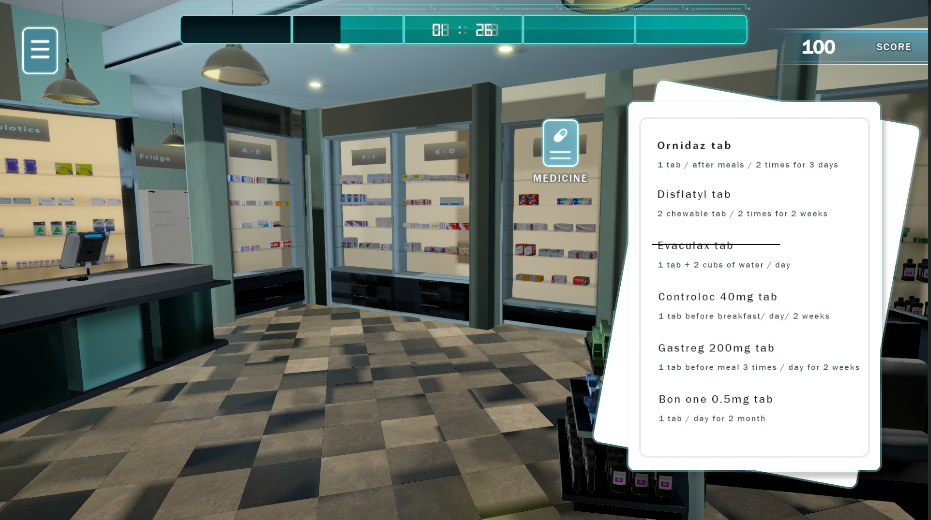 01 :: 26
100 SCORE
iotics
Fridge
A-E
K-O
MEDICINE
Ornidaz tab
1 tab / after meals / 2 times for 3 days
Disflatyl tab
2 chewable tab / 2 times for 2 weeks
Evaculax tab
1 tab + 2 cubs of water / day
Controloc 40mg tab
1 tab before breakfast/ day/ 2 weeks
Gastreg 200mg tab
1 tab before meal 3 times / day for 2 weeks
Bon one 0.5mg tab
1 tab / day for 2 month